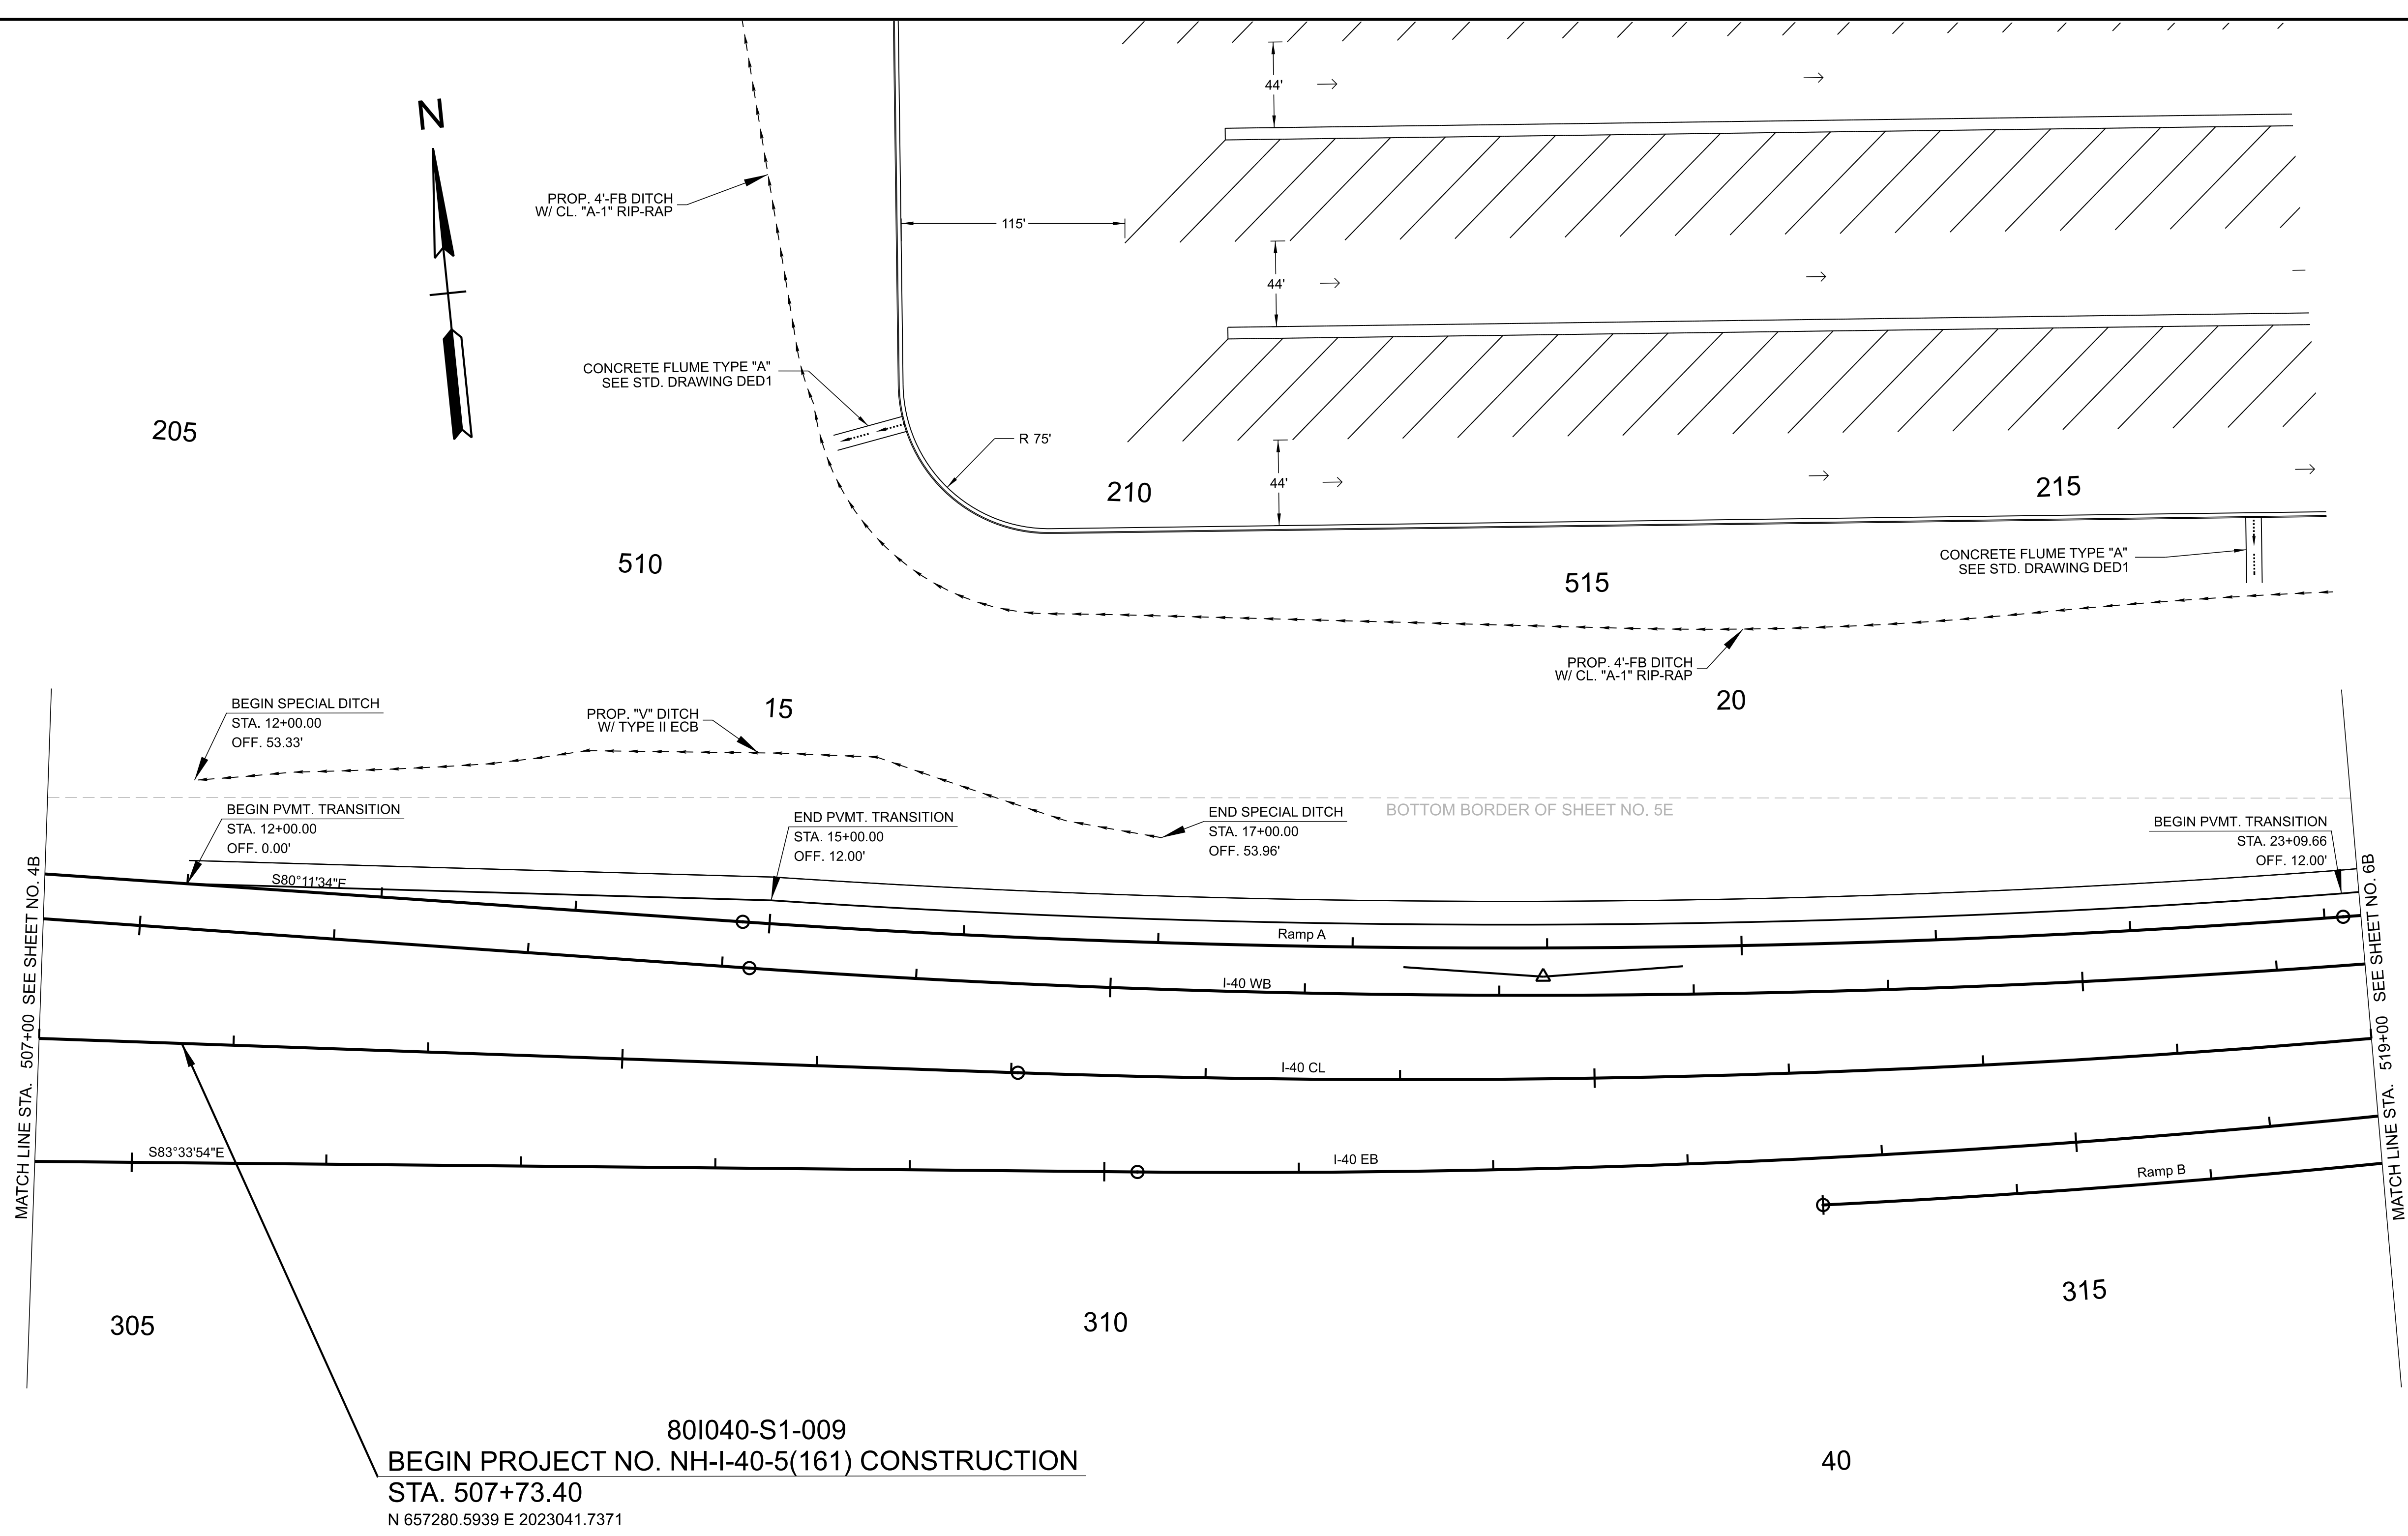 44'
N
PROP. 4'-FB DITCH
W/ CL. "A-1" RIP-RAP
115'
44'
CONCRETE FLUME TYPE "A"
SEE STD. DRAWING DED1
205
R 75'
44'
210
215
510
515
CONCRETE FLUME TYPE "A"
SEE STD. DRAWING DED1
PROP. 4'-FB DITCH
W/ CL. "A-1" RIP-RAP
15
20
BEGIN SPECIAL DITCH
STA. 12+00.00
OFF. 53.33'
PROP. "V" DITCH
W/ TYPE II ECB
BOTTOM BORDER OF SHEET NO. 5E
BEGIN PVMT. TRANSITION
STA. 12+00.00
OFF. 0.00'
END PVMT. TRANSITION
STA. 15+00.00
OFF. 12.00'
END SPECIAL DITCH
STA. 17+00.00
OFF. 53.96'
BEGIN PVMT. TRANSITION
STA. 23+09.66
OFF. 12.00'
MATCH LINE STA. 507+00 SEE SHEET NO. 4B
S80°11'34"E
Ramp A
I-40 WB
I-40 CL
S83°33'54"E
I-40 EB
Ramp B
MATCH LINE STA. 519+00 SEE SHEET NO. 6B
305
310
315
40
80I040-S1-009
BEGIN PROJECT NO. NH-I-40-5(161) CONSTRUCTION
STA. 507+73.40
N 657280.5939 E 2023041.7371